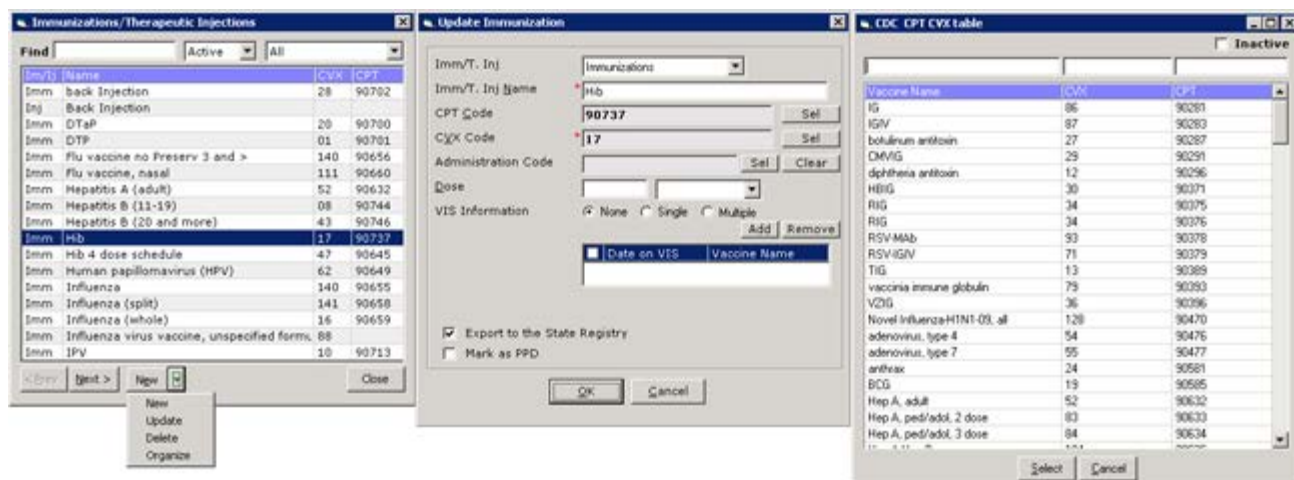 Immunizations/Therapeutic Injections
Find Active All
Im/Ij Name CVX CPT
Imm back Injection 28 90702
Inj Back Injection
Imm DTaP 20 90700
Imm DTP 01 90701
Imm Flu vaccine no Preserv 3 and > 140 90656
Imm Flu vaccine, nasal 111 90660
Imm Hepatitis A (adult) 52 90632
Imm Hepatitis B (11-19) 08 90744
Imm Hepatitis B (20 and more) 43 90746
Imm Hib 17 90737
Imm Hib 4 dose schedule 47 90645
Imm Human papillomavirus (HPV) 62 90649
Imm Influenza 140 90655
Imm Influenza (split) 141 90658
Imm Influenza (whole) 16 90659
Imm Influenza virus vaccine, unspecified formu 88
Imm IPV 10 90713
< Prev Next > New Close
New
Update
Delete
Organize
Update Immunization
Imm/T. Inj Immunizations
Imm/T. Inj Name * Hib
CPT Code 90737 Sel
CVX Code * 17 Sel
Administration Code Sel Clear
Dose
VIS Information None Single Multiple
Add Remove
Date on VIS Vaccine Name
Export to the State Registry
Mark as PPD
OK Cancel
CDC CPT CVX table
Inactive
Vaccine Name CVX CPT
IG 86 90281
IGIV 87 90283
botulinum antitoxin 27 90287
CMVIG 29 90291
diphtheria antitoxin 12 90296
HBIG 30 90371
RIG 34 90375
RIG 34 90376
RSV-MAb 93 90378
RSV-IGIV 71 90379
TIG 13 90389
vaccinia immune globulin 79 90393
VZIG 36 90396
Novel Influenza-H1N1-09, all 128 90470
adenovirus, type 4 54 90476
adenovirus, type 7 55 90477
anthrax 24 90581
BCG 19 90585
Hep A, adult 52 90632
Hep A, ped/adol, 2 dose 83 90633
Hep A, ped/adol, 3 dose 84 90634
Select Cancel